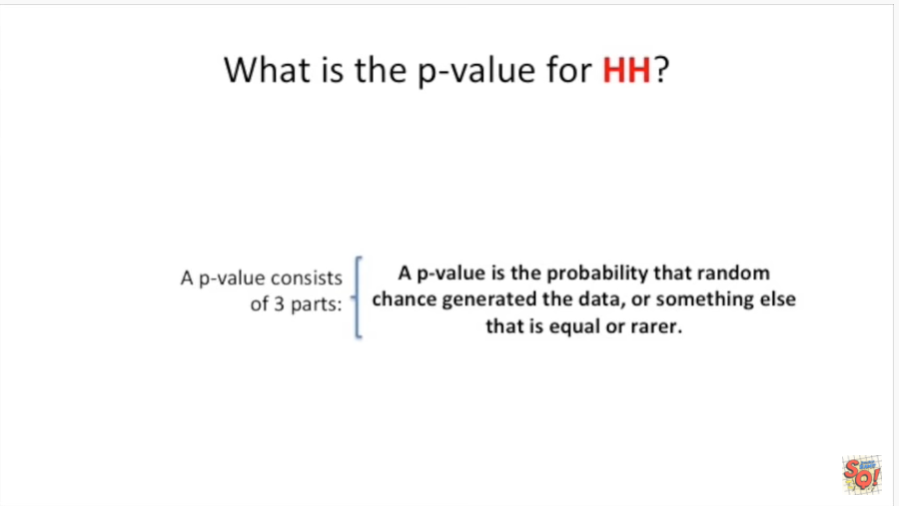 What is the p-value for HH?
A p-value consists
of 3 parts:
A p-value is the probability that random
chance generated the data, or something else
that is equal or rarer.
SQ!